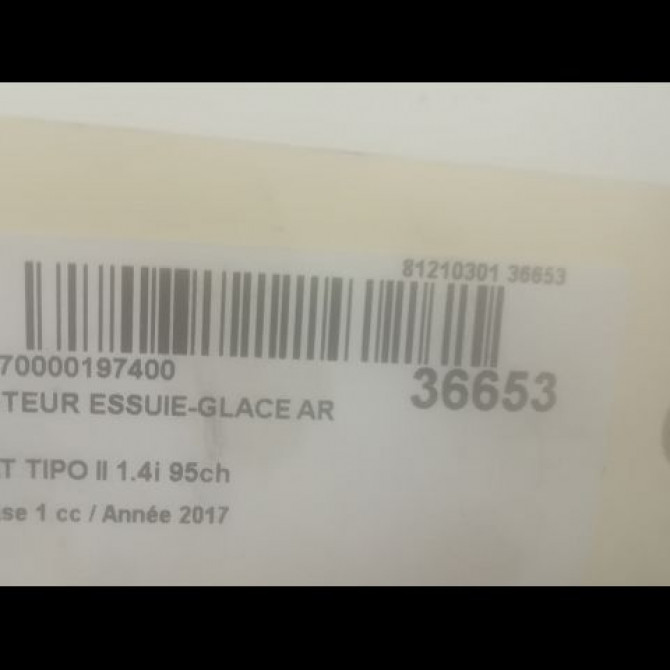 81210301 36653
70000197400
36653
TEUR ESSUIE-GLACE AR
T TIPO II 1.4i 95ch
se 1 cc / Année 2017